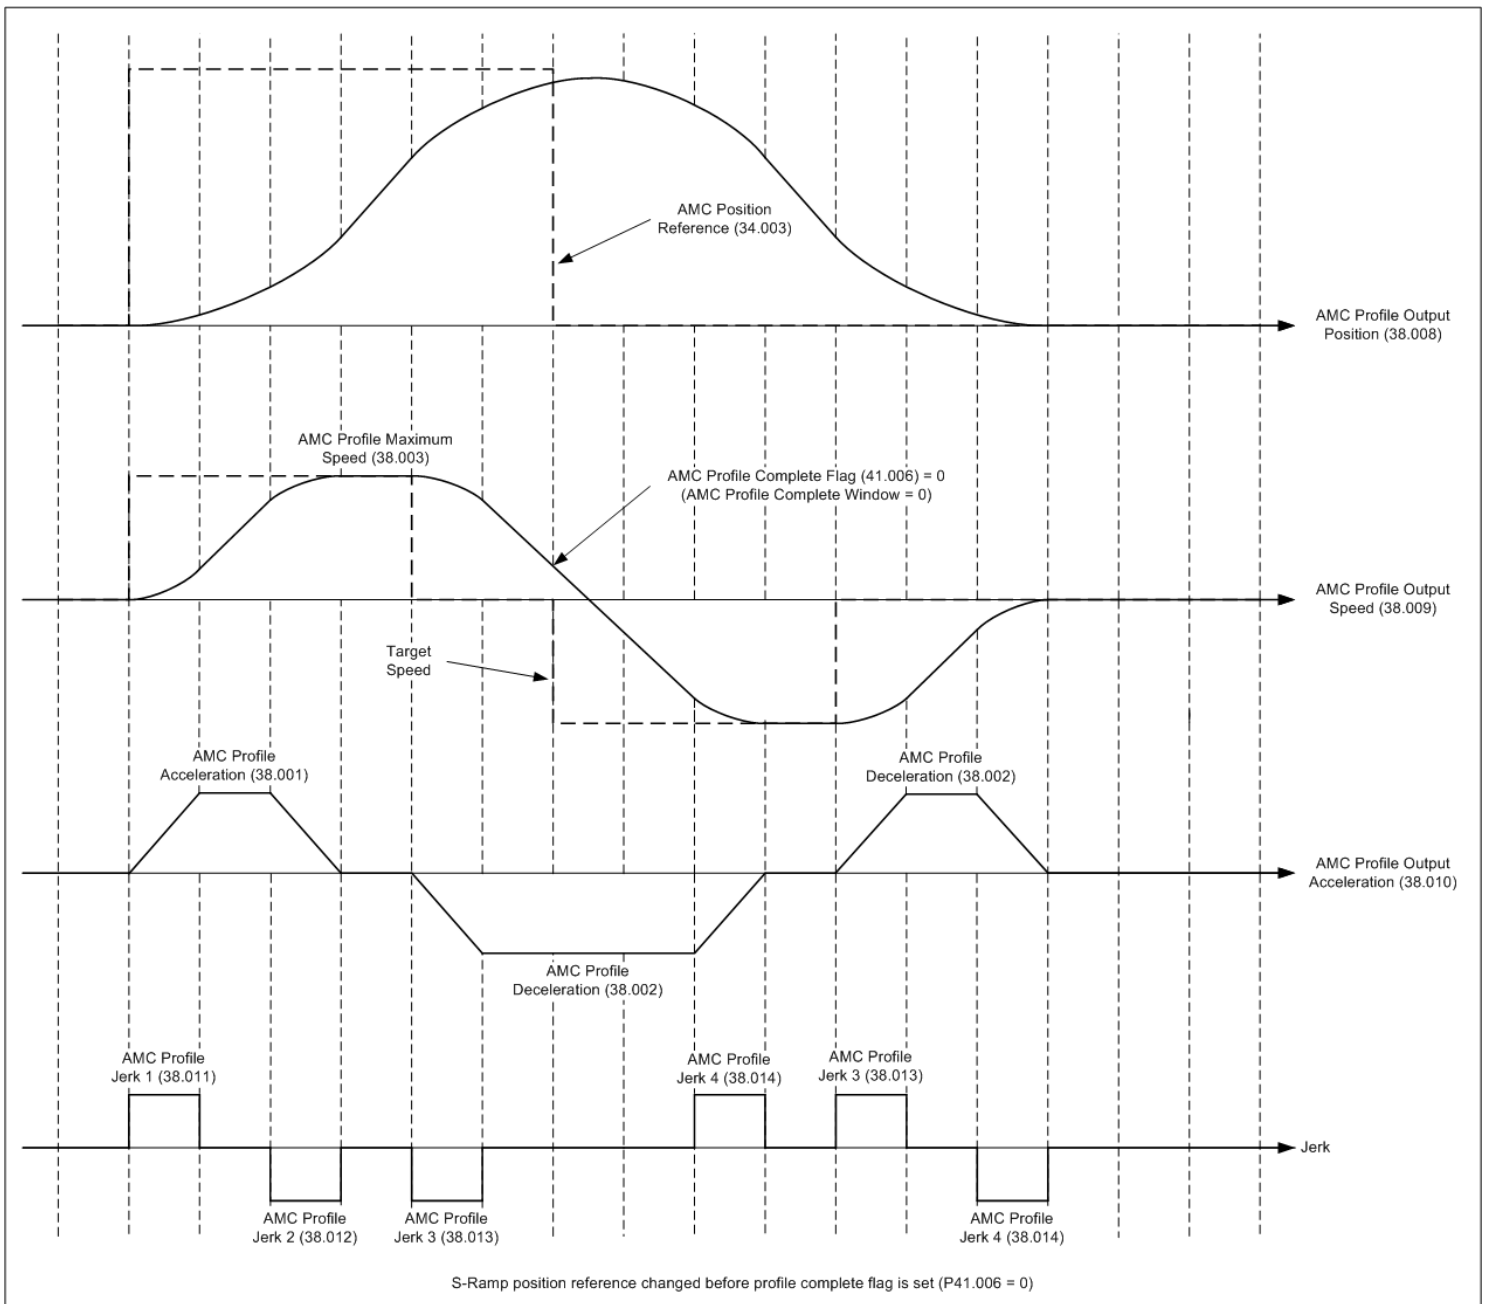 AMC Position
Reference (34.003)
AMC Profile Output
Position (38.008)
AMC Profile Maximum
Speed (38.003)
AMC Profile Complete Flag (41.006) = 0
(AMC Profile Complete Window = 0)
AMC Profile Output
Speed (38.009)
Target
Speed
AMC Profile
Acceleration (38.001)
AMC Profile
Deceleration (38.002)
AMC Profile Output
Acceleration (38.010)
AMC Profile
Deceleration (38.002)
AMC Profile
Jerk 1 (38.011)
AMC Profile
Jerk 4 (38.014)
AMC Profile
Jerk 3 (38.013)
Jerk
AMC Profile
Jerk 2 (38.012)
AMC Profile
Jerk 3 (38.013)
AMC Profile
Jerk 4 (38.014)
S-Ramp position reference changed before profile complete flag is set (P41.006 = 0)